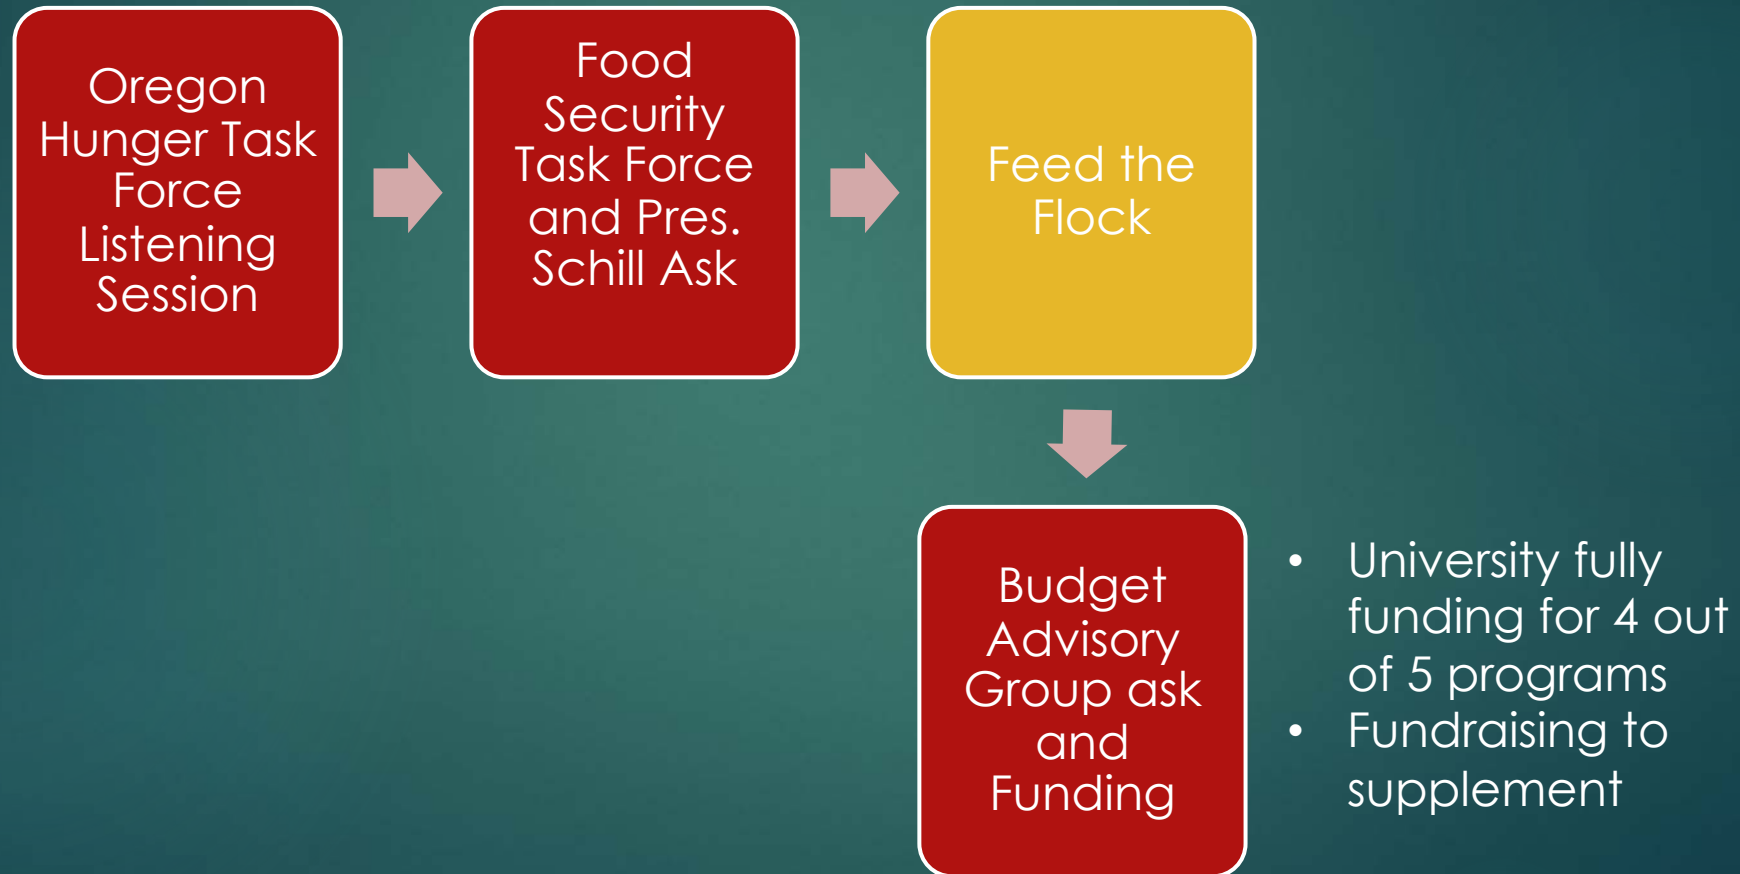 Oregon
Hunger Task
Force
Listening
Session
Food
Security
Task Force
and Pres.
Schill Ask
Feed the
Flock
Budget
Advisory
Group ask
and
Funding
• University fully
funding for 4 out
of 5 programs
• Fundraising to
supplement